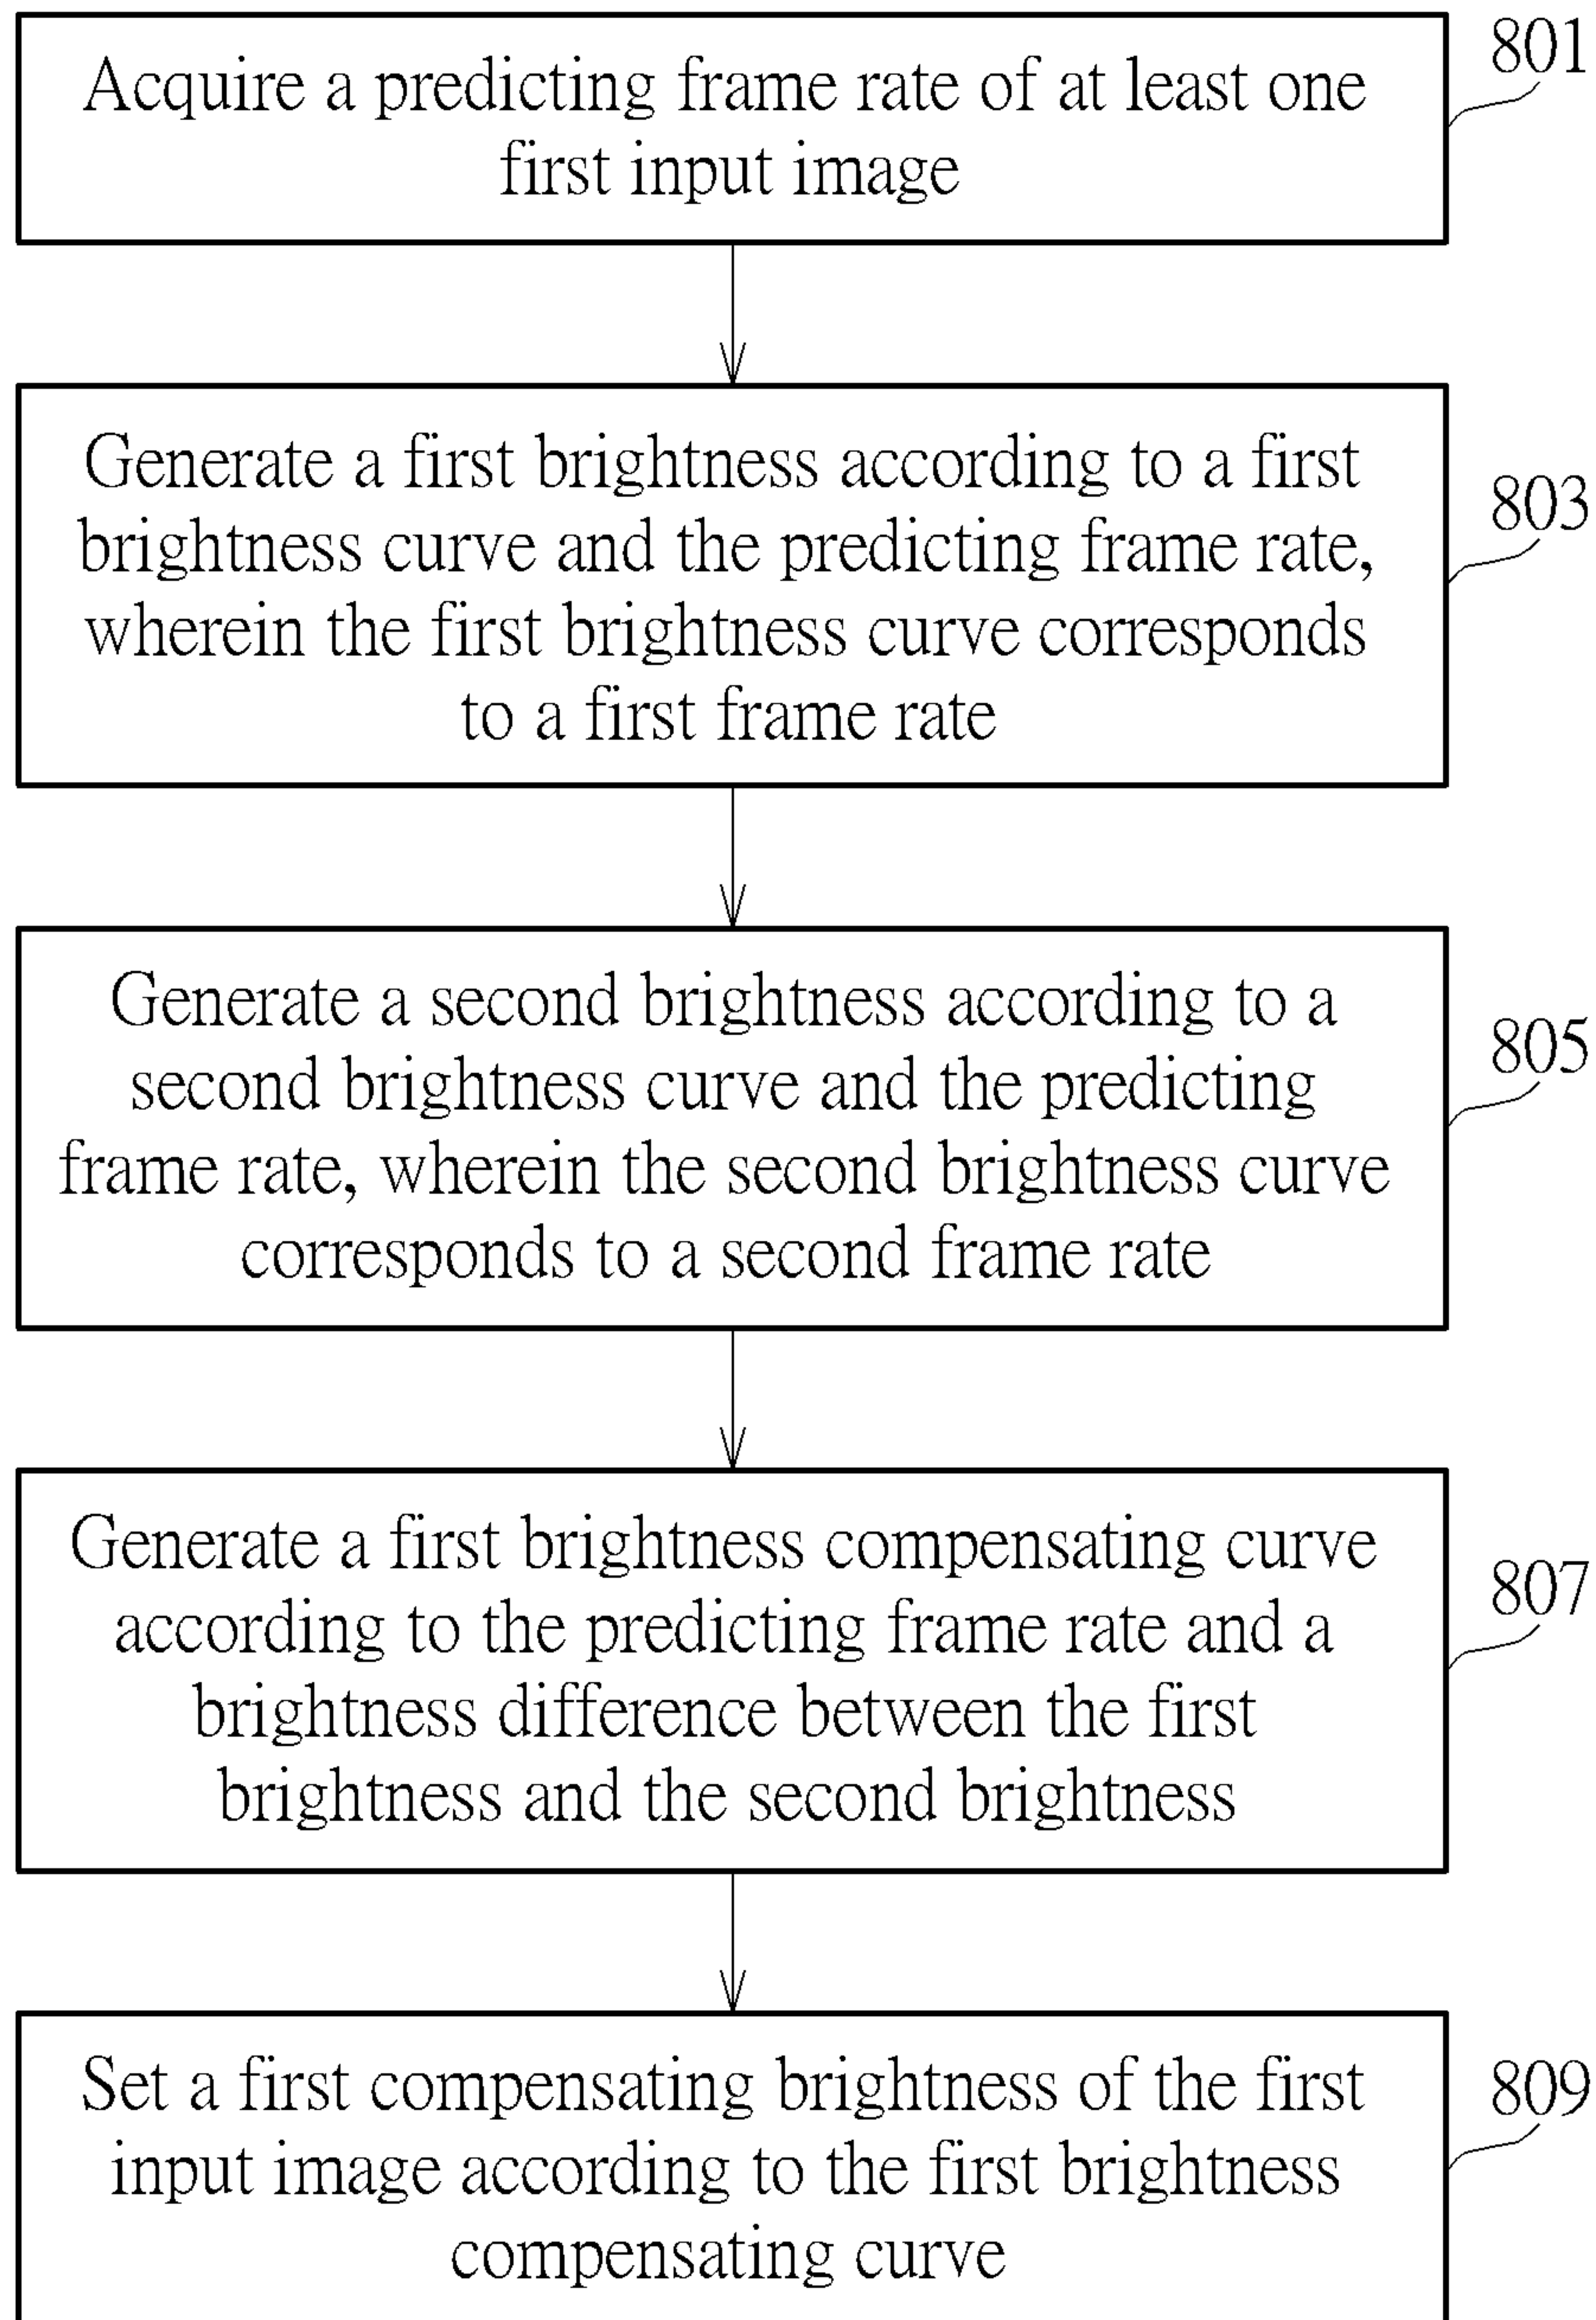 Acquire a predicting frame rate of at least one
first input image
801
Generate a first brightness according to a first
brightness curve and the predicting frame rate,
wherein the first brightness curve corresponds
to a first frame rate
803
Generate a second brightness according to a
second brightness curve and the predicting
frame rate, wherein the second brightness curve
corresponds to a second frame rate
805
Generate a first brightness compensating curve
according to the predicting frame rate and a
brightness difference between the first
brightness and the second brightness
807
Set a first compensating brightness of the first
input image according to the first brightness
compensating curve
809